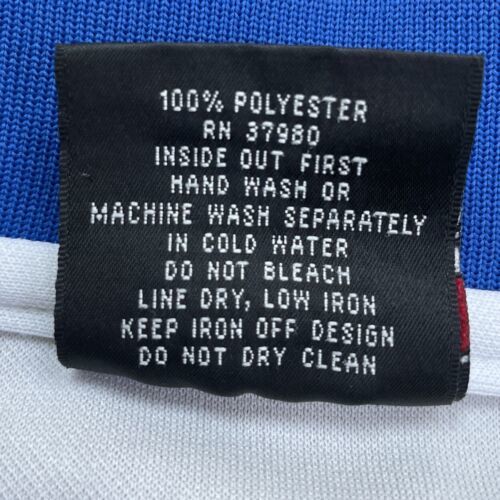 100% POLYESTER
RN 37980
INSIDE OUT FIRST
HAND WASH OR
MACHINE WASH SEPARATELY
IN COLD WATER
DO NOT BLEACH
LINE DRY, LOW IRON
KEEP IRON OFF DESIGN
DO NOT DRY CLEAN